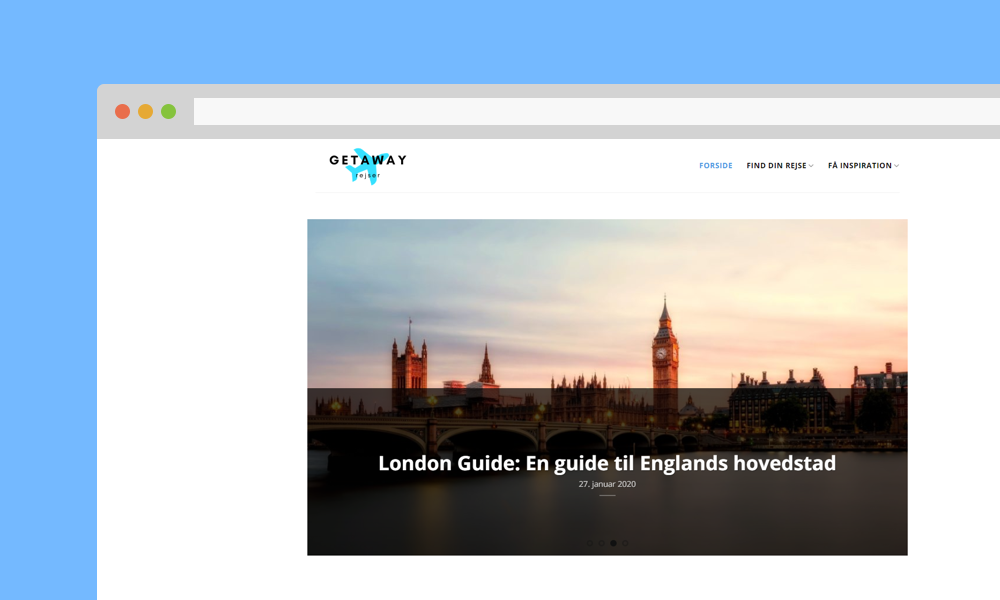 GETAWAY
rejser
FORSIDE FIND DIN REJSE FÅ INSPIRATION
London Guide: En guide til Englands hovedstad
27. januar 2020